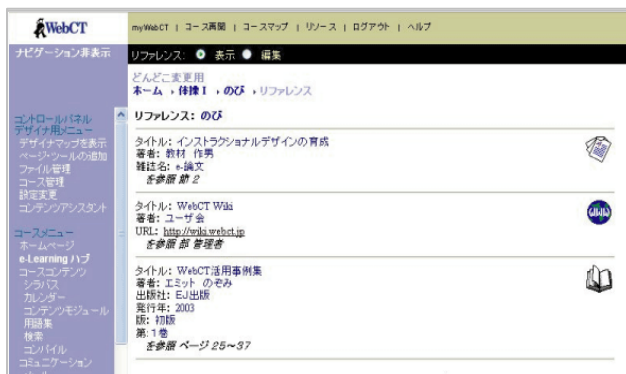 WebCT
myWebCT | コース再開 | コースマップ | リソース | ログアウト | ヘルプ
ナビゲーション非表示
リファレンス: 表示 編集
どんどこ変更用
ホーム › 体操Ⅰ › のび › リファレンス
コントロールパネル
デザイナ用メニュー
デザイナマップを表示
ページ・ツールの追加
ファイル管理
コース管理
設定変更
コンテンツアシスタント
コースメニュー
ホームページ
e-Learning ハブ
コースコンテンツ
シラバス
カレンダー
コンテンツモジュール
用語集
検索
コンパイル
コミュニケーション
リファレンス: のび
タイトル: インストラクショナルデザインの育成
著者: 教材 作男
雑誌名: e-論文
を参照 節 2
タイトル: WebCT Wiki
著者: ユーザ会
URL: http://wiki.webct.jp
を参照 部 管理者
WWW
タイトル: WebCT活用事例集
著者: エミット のぞみ
出版社: EJ出版
発行年: 2003
版: 初版
第:1巻
を参照 ページ 25～37